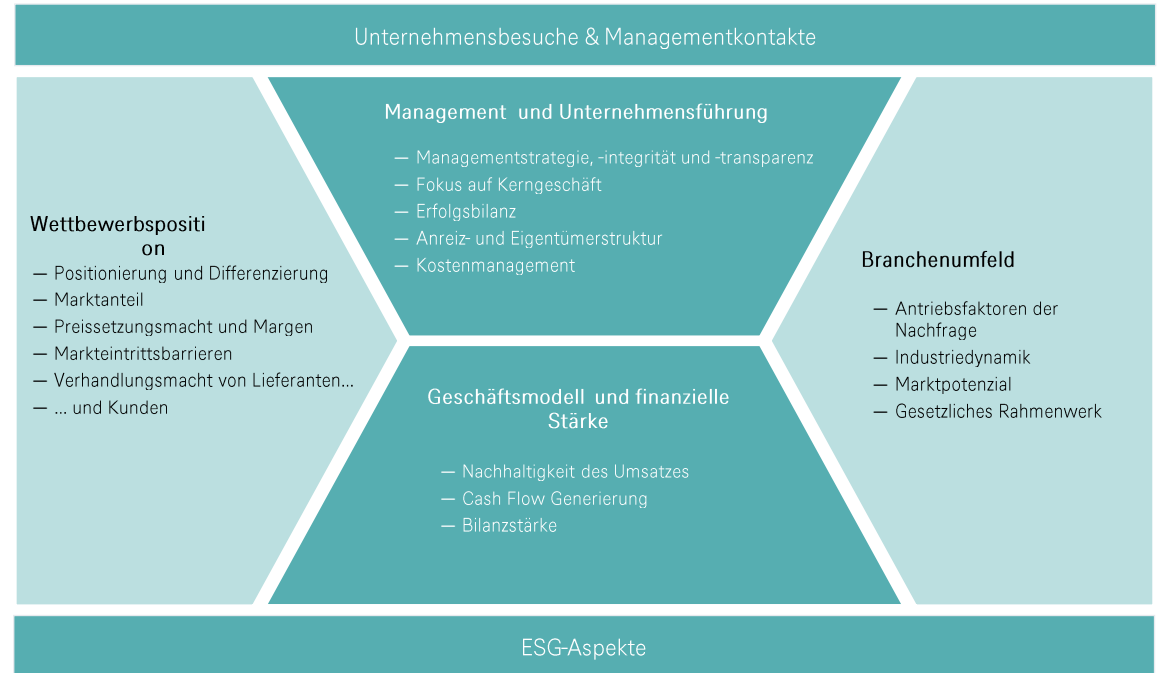 Unternehmensbesuche & Managementkontakte
Management und Unternehmensführung
— Managementstrategie, -integrität und -transparenz
— Fokus auf Kerngeschäft
— Erfolgsbilanz
— Anreiz- und Eigentümerstruktur
— Kostenmanagement
Wettbewerbspositi
on
— Positionierung und Differenzierung
— Marktanteil
— Preissetzungsmacht und Margen
— Markteintrittsbarrieren
— Verhandlungsmacht von Lieferanten...
— ... und Kunden
Branchenumfeld
— Antriebsfaktoren der
Nachfrage
— Industriedynamik
— Marktpotenzial
— Gesetzliches Rahmenwerk
Geschäftsmodell und finanzielle
Stärke
— Nachhaltigkeit des Umsatzes
— Cash Flow Generierung
— Bilanzstärke
ESG-Aspekte